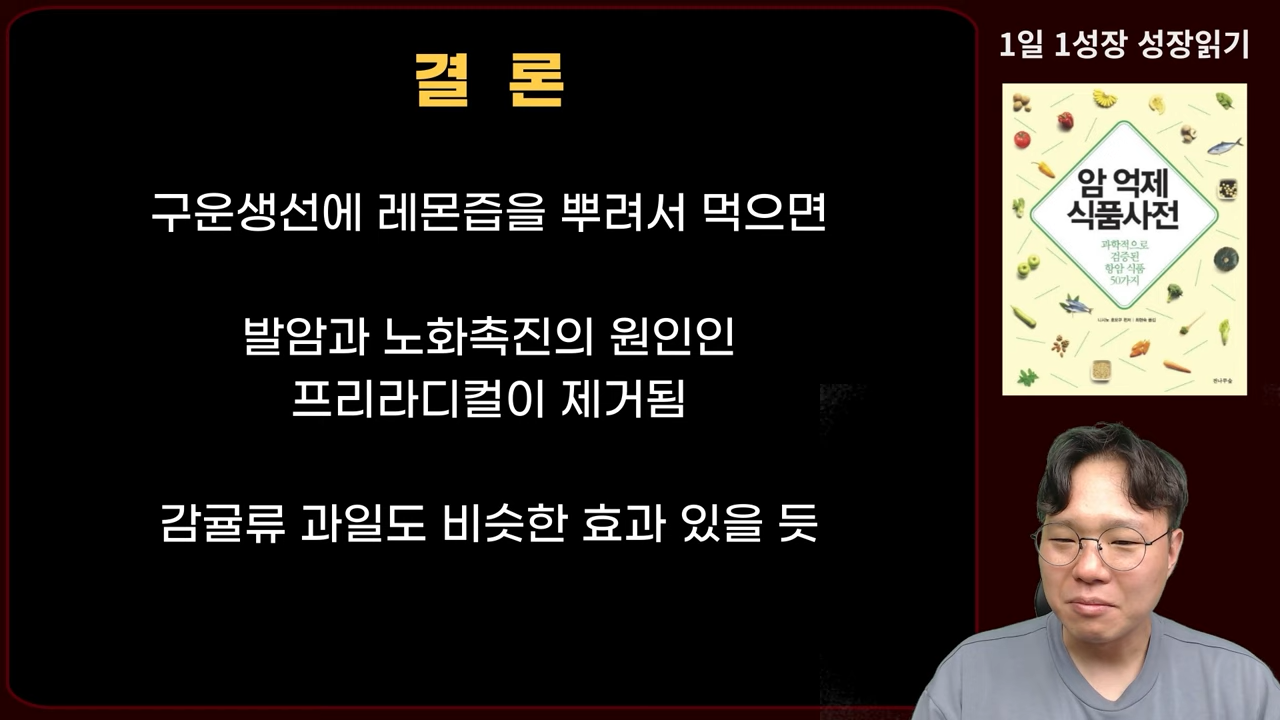 결 론
구운생선에 레몬즙을 뿌려서 먹으면
발암과 노화촉진의 원인인
프리라디컬이 제거됨
감귤류 과일도 비슷한 효과 있을 듯
1일 1성장 성장읽기
암 억제
식품사전
과학적으로
검증된
항암 식품
50가지